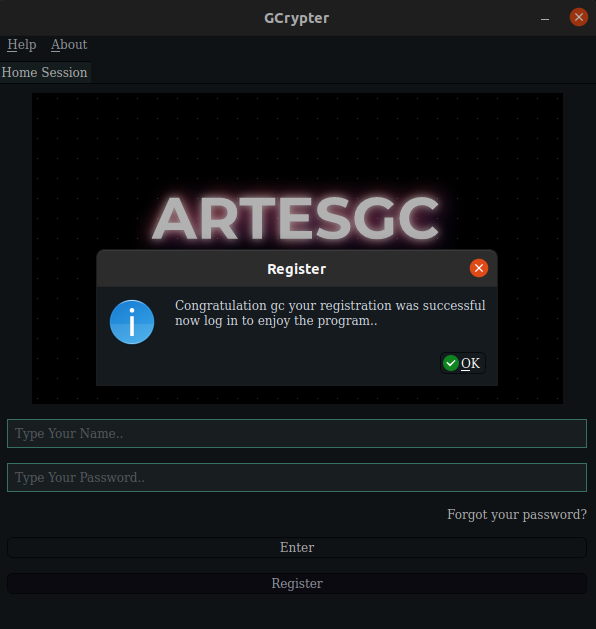 GCrypter
Help About
Home Session
ARTESGC
Register
Congratulation gc your registration was successful
now log in to enjoy the program..
OK
Type Your Name..
Type Your Password..
Forgot your password?
Enter
Register